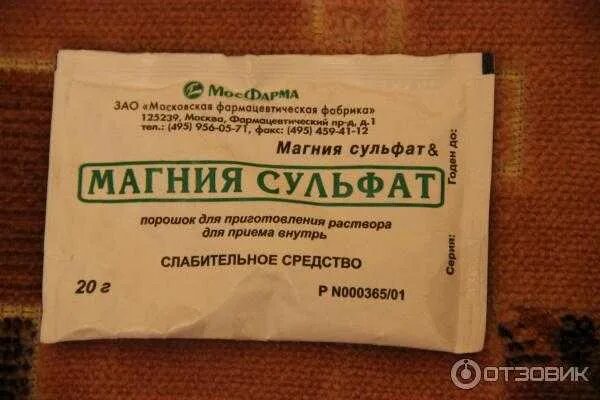 МосФарма
ЗАО «Московская фармацевтическая фабрика»
125239, Москва, Фармацевтический пр-д, д.1
тел.: (495) 956-05-71, факс: (495) 459-41-12
Магния сульфат&
МАГНИЯ СУЛЬФАТ
порошок для приготовления раствора
для приема внутрь
СЛАБИТЕЛЬНОЕ СРЕДСТВО
20 г
Р N000365/01
Серия:
Годен до:
ОТЗОВИК